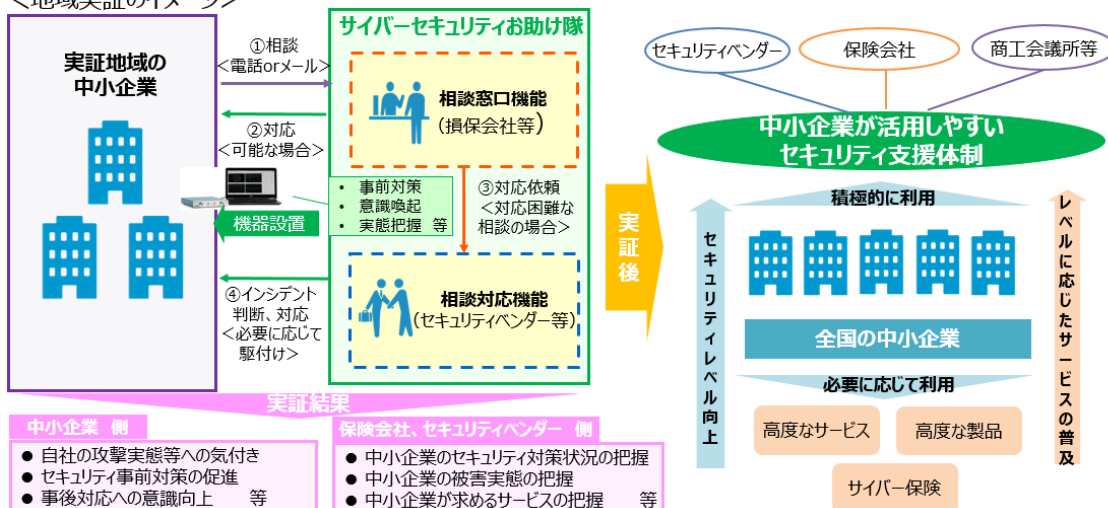 ＜地域実証のイメージ＞
実証地域の
中小企業
①相談
＜電話orメール＞
②対応
＜可能な場合＞
機器設置
④インシデント
判断、対応
＜必要に応じて
駆付け＞
サイバーセキュリティお助け隊
相談窓口機能
(損保会社等)
• 事前対策
• 意識喚起
• 実態把握 等
③対応依頼
＜対応困難な
相談の場合＞
相談対応機能
(セキュリティベンダー等)
実証結果
中小企業 側
● 自社の攻撃実態等への気付き
● セキュリティ事前対策の促進
● 事後対応への意識向上 等
保険会社、セキュリティベンダー 側
● 中小企業のセキュリティ対策状況の把握
● 中小企業の被害実態の把握
● 中小企業が求めるサービスの把握 等
実証後
セキュリティベンダー
保険会社
商工会議所等
中小企業が活用しやすい
セキュリティ支援体制
積極的に利用
セキュリティレベル向上
全国の中小企業
必要に応じて利用
高度なサービス
高度な製品
サイバー保険
レベルに応じたサービスの普及